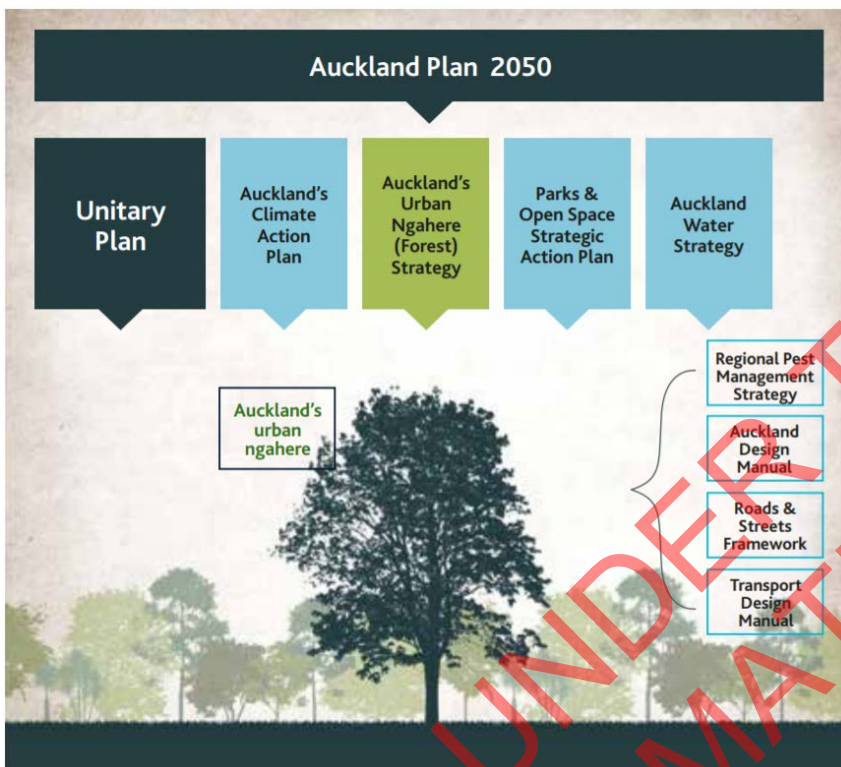 Auckland Plan 2050
Unitary
Plan
Auckland's
Climate
Action
Plan
Auckland's
Urban
Ngahere
(Forest)
Strategy
Parks &
Open Space
Strategic
Action Plan
Auckland
Water
Strategy
Auckland's
urban
ngahere
Regional Pest
Management
Strategy
Auckland
Design
Manual
Roads &
Streets
Framework
Transport
Design
Manual
UNDER T
MATI